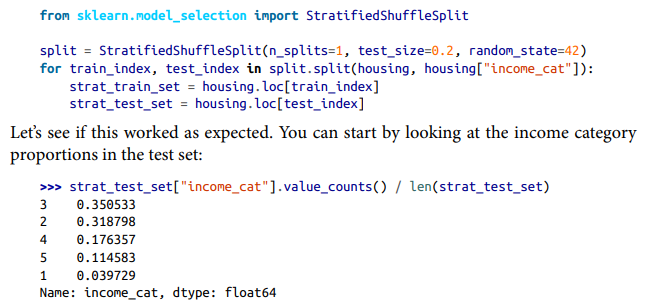 from sklearn.model_selection import StratifiedShuffleSplit

split = StratifiedShuffleSplit(n_splits=1, test_size=0.2, random_state=42)
for train_index, test_index in split.split(housing, housing["income_cat"]):
    strat_train_set = housing.loc[train_index]
    strat_test_set = housing.loc[test_index]
Let's see if this worked as expected. You can start by looking at the income category
proportions in the test set:
>>> strat_test_set["income_cat"].value_counts() / len(strat_test_set)
3    0.350533
2    0.318798
4    0.176357
5    0.114583
1    0.039729
Name: income_cat, dtype: float64